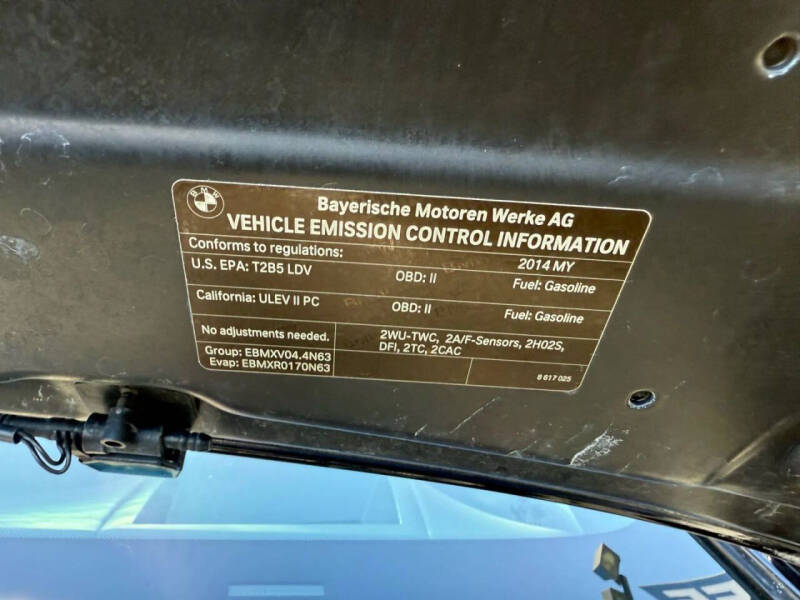 BMW
Bayerische Motoren Werke AG
VEHICLE EMISSION CONTROL INFORMATION
Conforms to regulations: 2014 MY
U.S. EPA: T2B5 LDV OBD: II Fuel: Gasoline
California: ULEV II PC OBD: II Fuel: Gasoline
No adjustments needed. 2WU-TWC, 2A/F-Sensors, 2HO2S,
DFI, 2TC, 2CAC
Group: EBMXV04.4N63
Evap: EBMXR0170N63
8 617 025